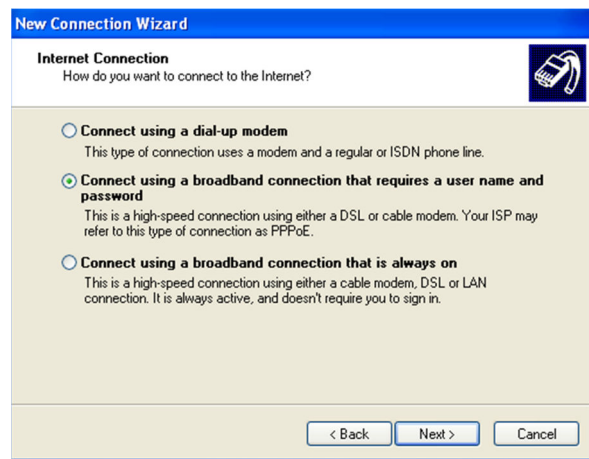 New Connection Wizard
Internet Connection
How do you want to connect to the Internet?
Connect using a dial-up modem
This type of connection uses a modem and a regular or ISDN phone line.
Connect using a broadband connection that requires a user name and
password
This is a high-speed connection using either a DSL or cable modem. Your ISP may
refer to this type of connection as PPPoE.
Connect using a broadband connection that is always on
This is a high-speed connection using either a cable modem, DSL or LAN
connection. It is always active, and doesn't require you to sign in.
< Back Next > Cancel